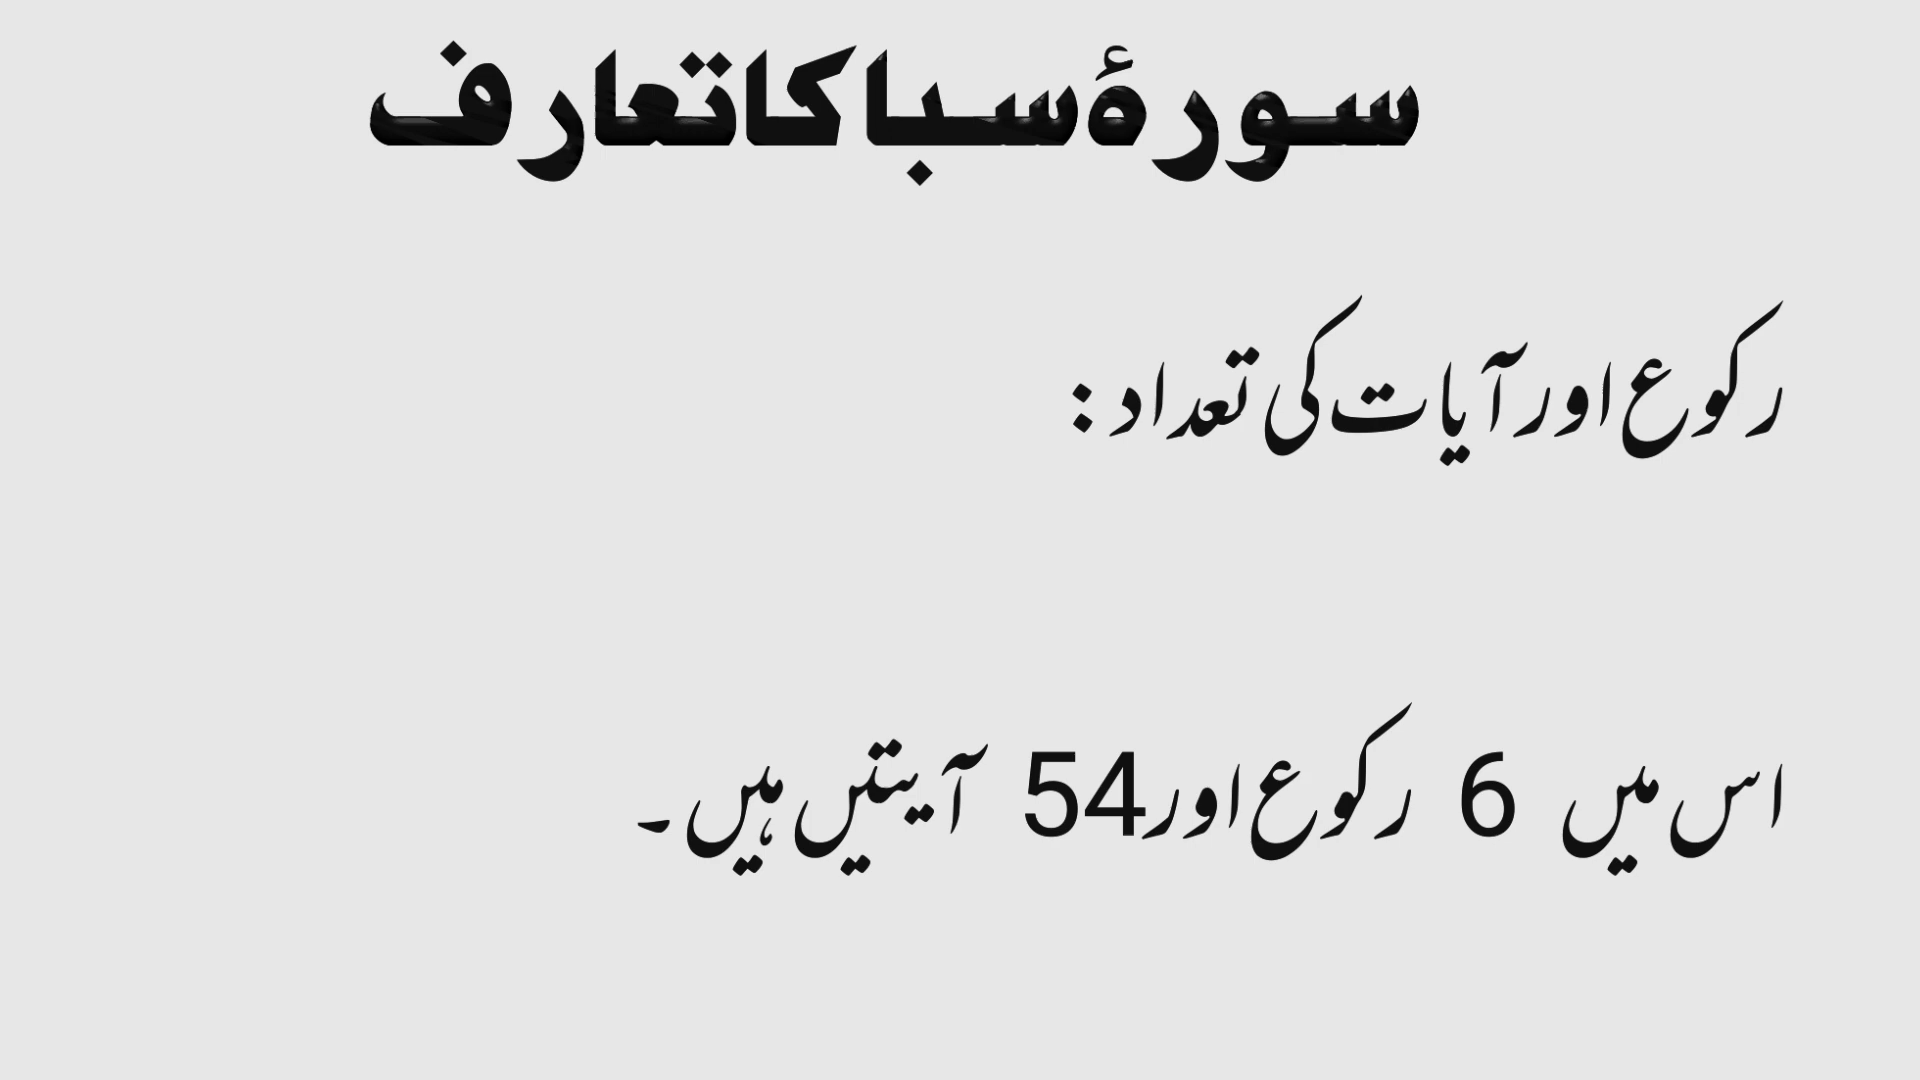 سورۂ سبا کا تعارف
رکوع اور آیات کی تعداد:
اس میں 6 رکوع اور 54 آیتیں ہیں۔